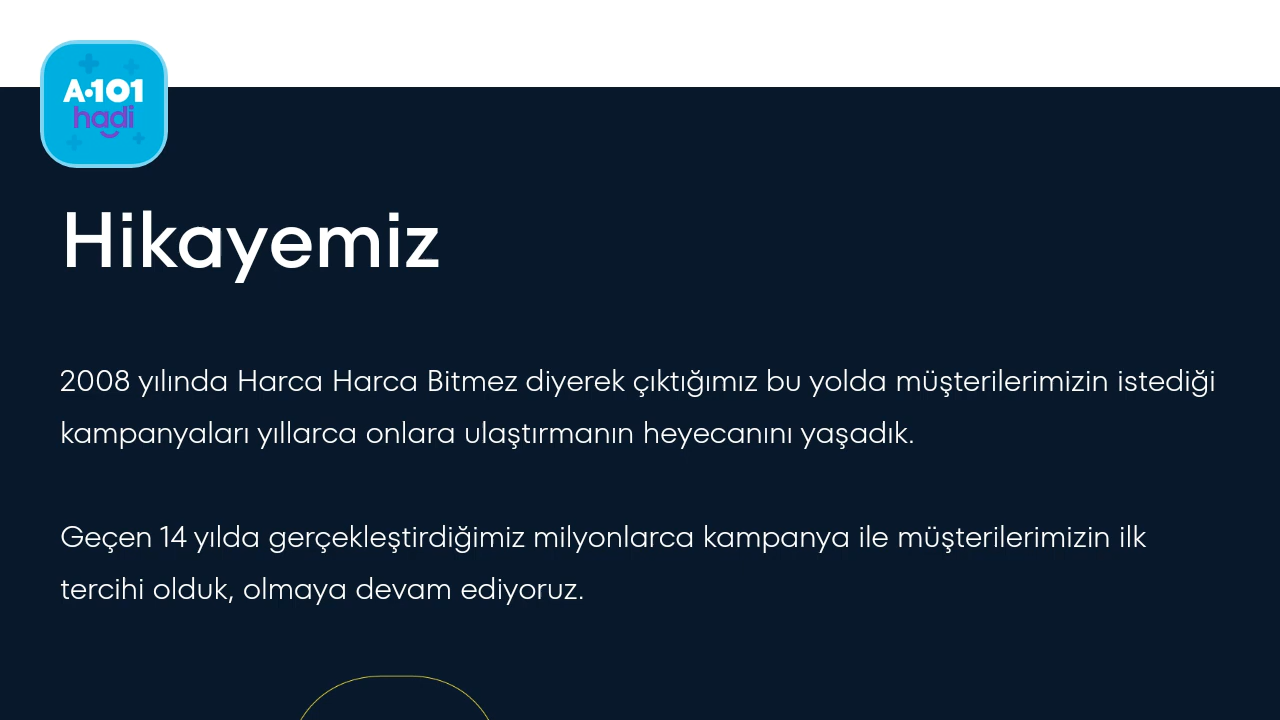 A101
hadi
Hikayemiz
2008 yılında Harca Harca Bitmez diyerek çıktığımız bu yolda müşterilerimizin istediği
kampanyaları yıllarca onlara ulaştırmanın heyecanını yaşadık.
Geçen 14 yılda gerçekleştirdiğimiz milyonlarca kampanya ile müşterilerimizin ilk
tercihi olduk, olmaya devam ediyoruz.